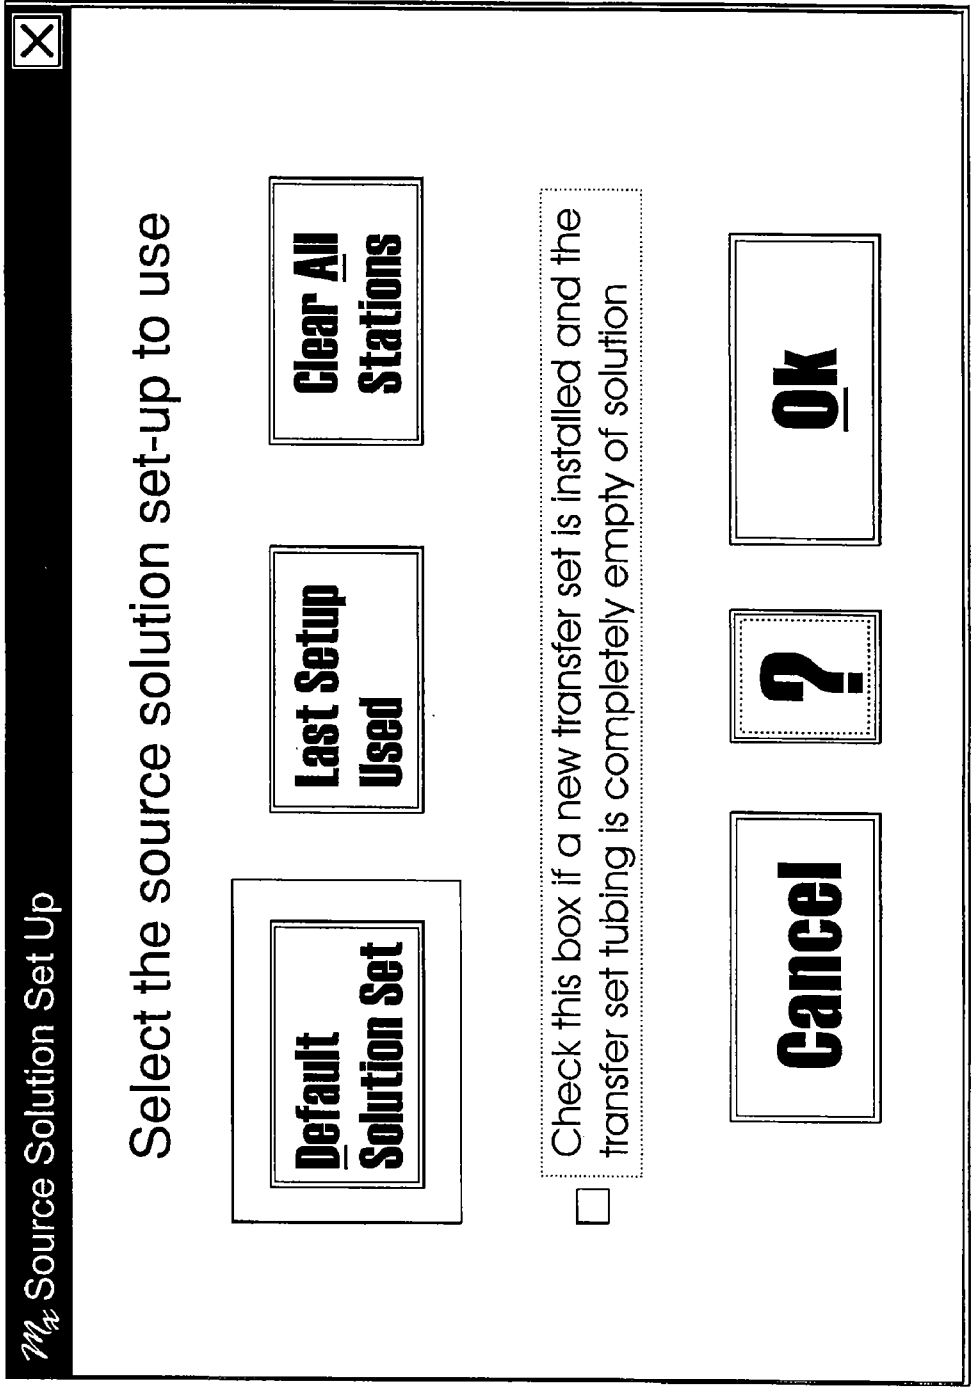 Mx Source Solution Set Up
Select the source solution set-up to use
Default
Solution Set
Last Setup
Used
Clear All
Stations
Check this box if a new transfer set is installed and the
transfer set tubing is completely empty of solution
Cancel
?
Ok